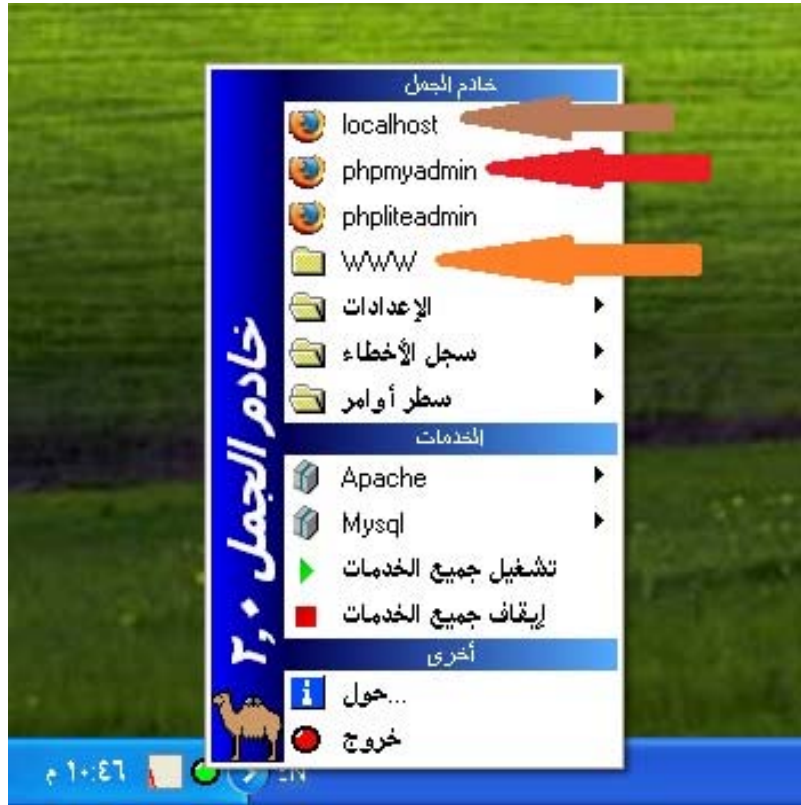 خادم الجمل
localhost
phpmyadmin
phpliteadmin
WWW
الإعدادات
سجل الأخطاء
سطر أوامر
الخدمات
Apache
Mysql
تشغيل جميع الخدمات
إيقاف جميع الخدمات
أخرى
حول...
خروج
خادم الجمل ٢,٠
EN
١٠:٤٦ م